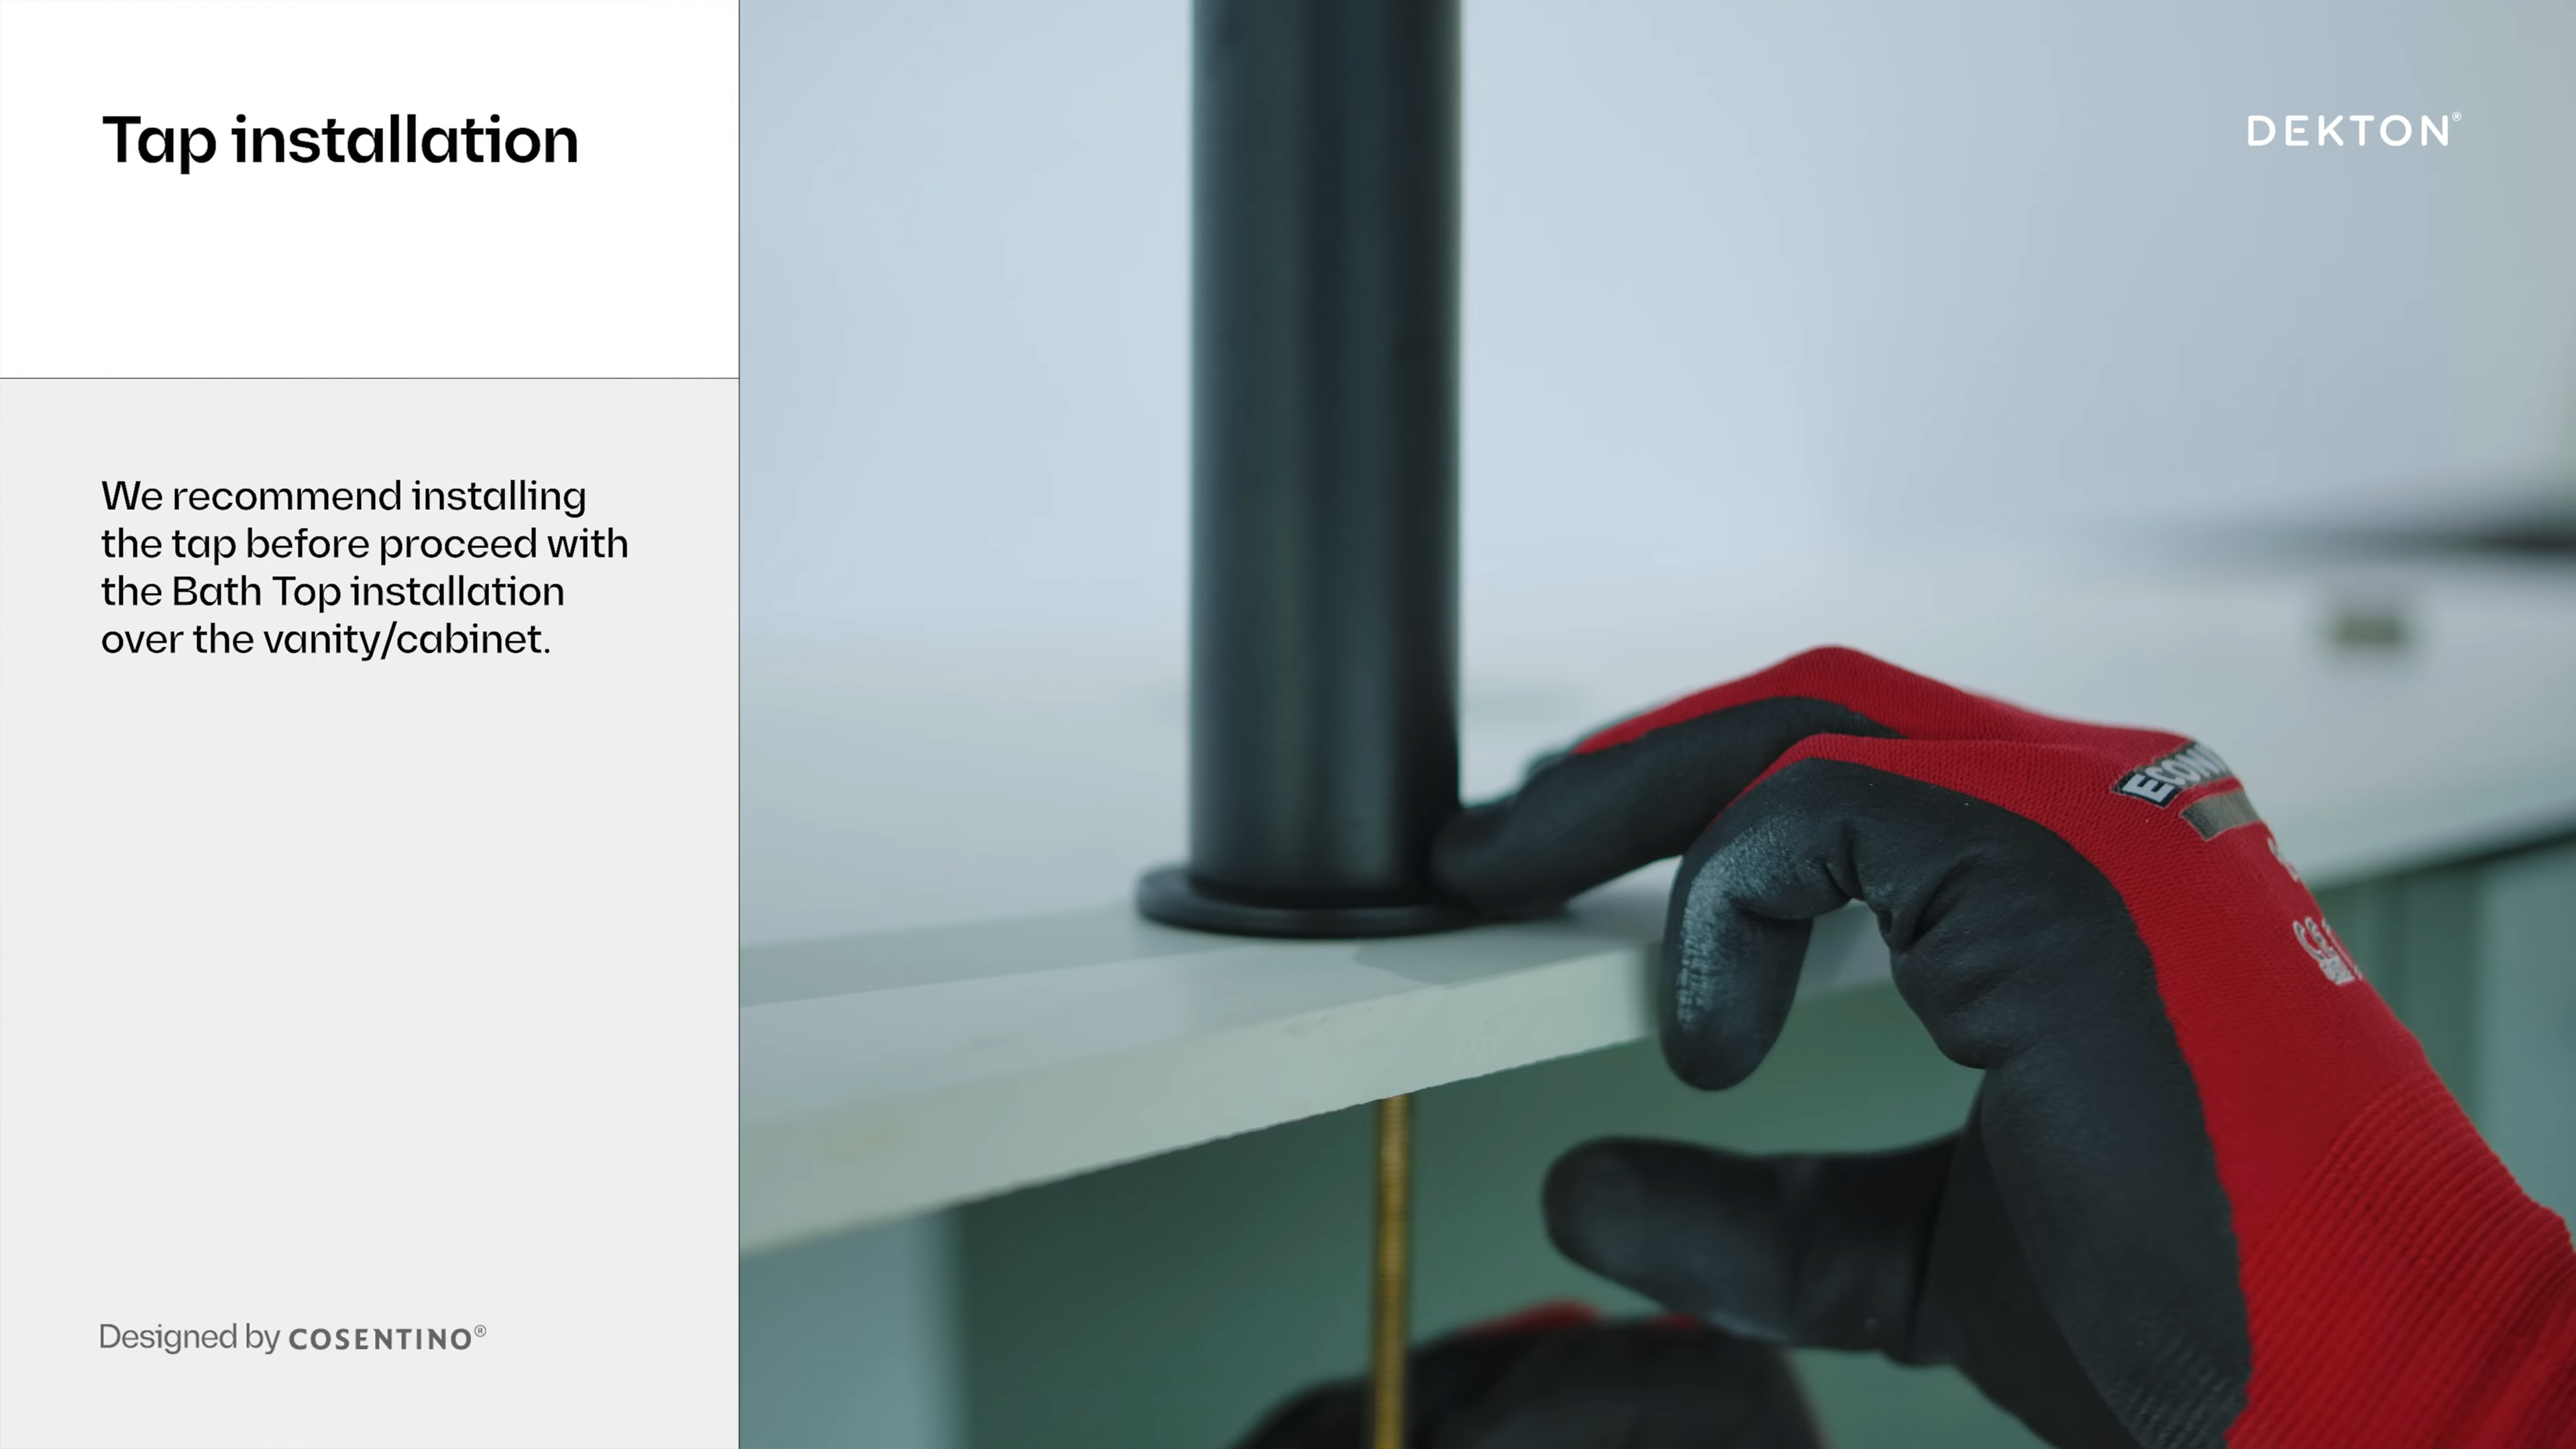 Tap installation
DEKTON®
We recommend installing
the tap before proceed with
the Bath Top installation
over the vanity/cabinet.
Designed by COSENTINO®